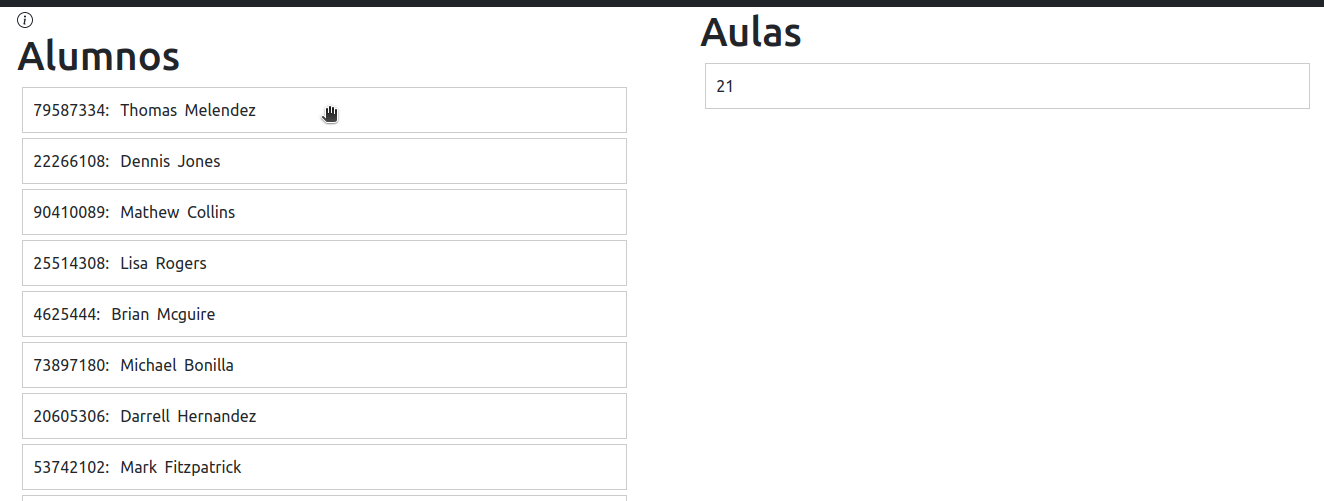 Alumnos
79587334: Thomas Melendez
22266108: Dennis Jones
90410089: Mathew Collins
25514308: Lisa Rogers
4625444: Brian Mcguire
73897180: Michael Bonilla
20605306: Darrell Hernandez
53742102: Mark Fitzpatrick
Aulas
21